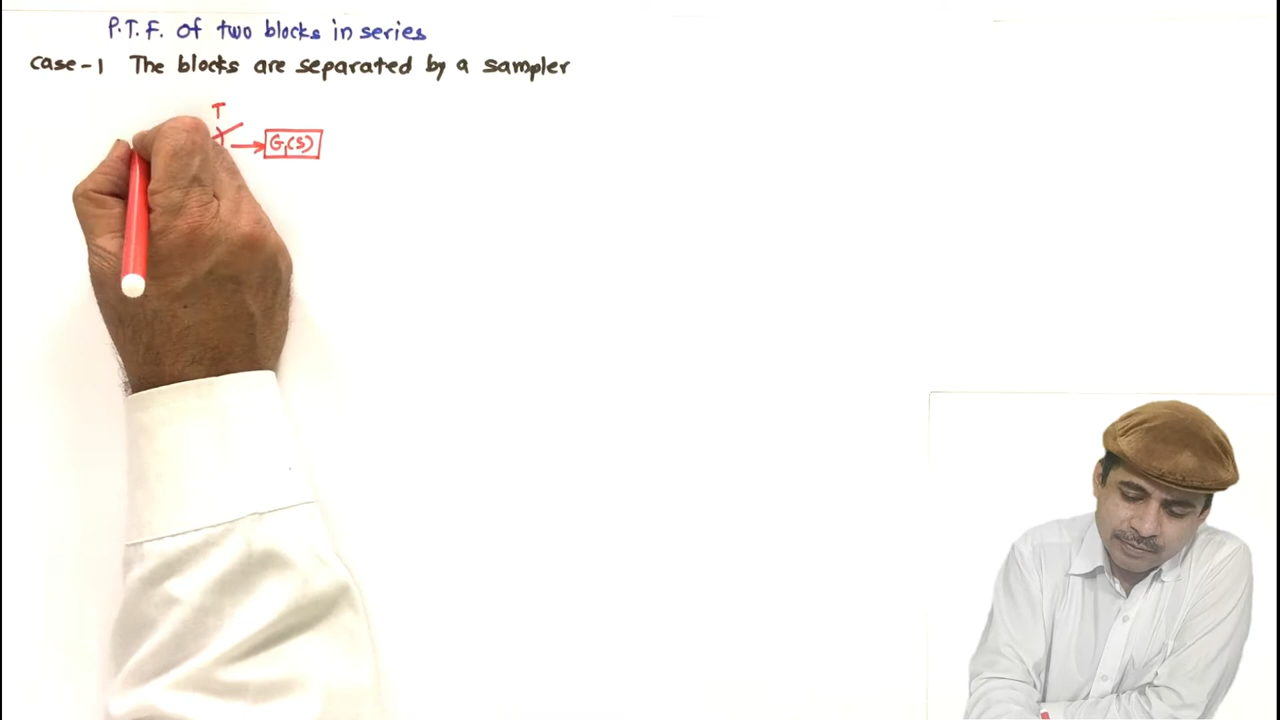 P.T.F. of two blocks in series
Case-1 The blocks are separated by a sampler
T
G₁(s)